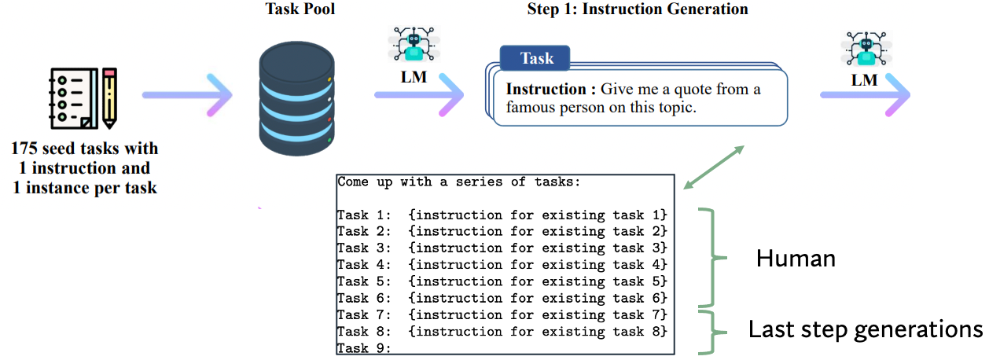 Task Pool
Step 1: Instruction Generation
LM
Task
LM
Instruction : Give me a quote from a
famous person on this topic.
175 seed tasks with
1 instruction and
1 instance per task
Come up with a series of tasks:
Task 1: {instruction for existing task 1}
Task 2: {instruction for existing task 2}
Task 3: {instruction for existing task 3}
Task 4: {instruction for existing task 4}
Task 5: {instruction for existing task 5}
Task 6: {instruction for existing task 6}
Task 7: {instruction for existing task 7}
Task 8: {instruction for existing task 8}
Task 9:
Human
Last step generations